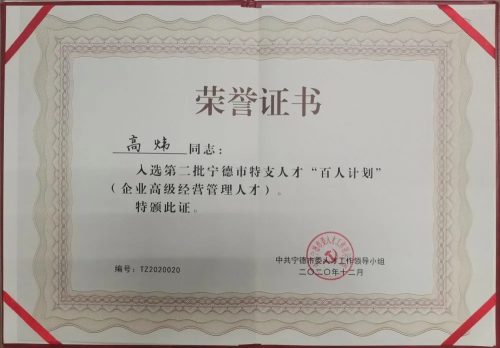 荣誉证书
高炜 同志：
入选第二批宁德市特支人才“百人计划”
（企业高级经营管理人才）。
特颁此证。
中共宁德市委人才工作领导小组
二〇二〇年十二月
编号：TZ2020020